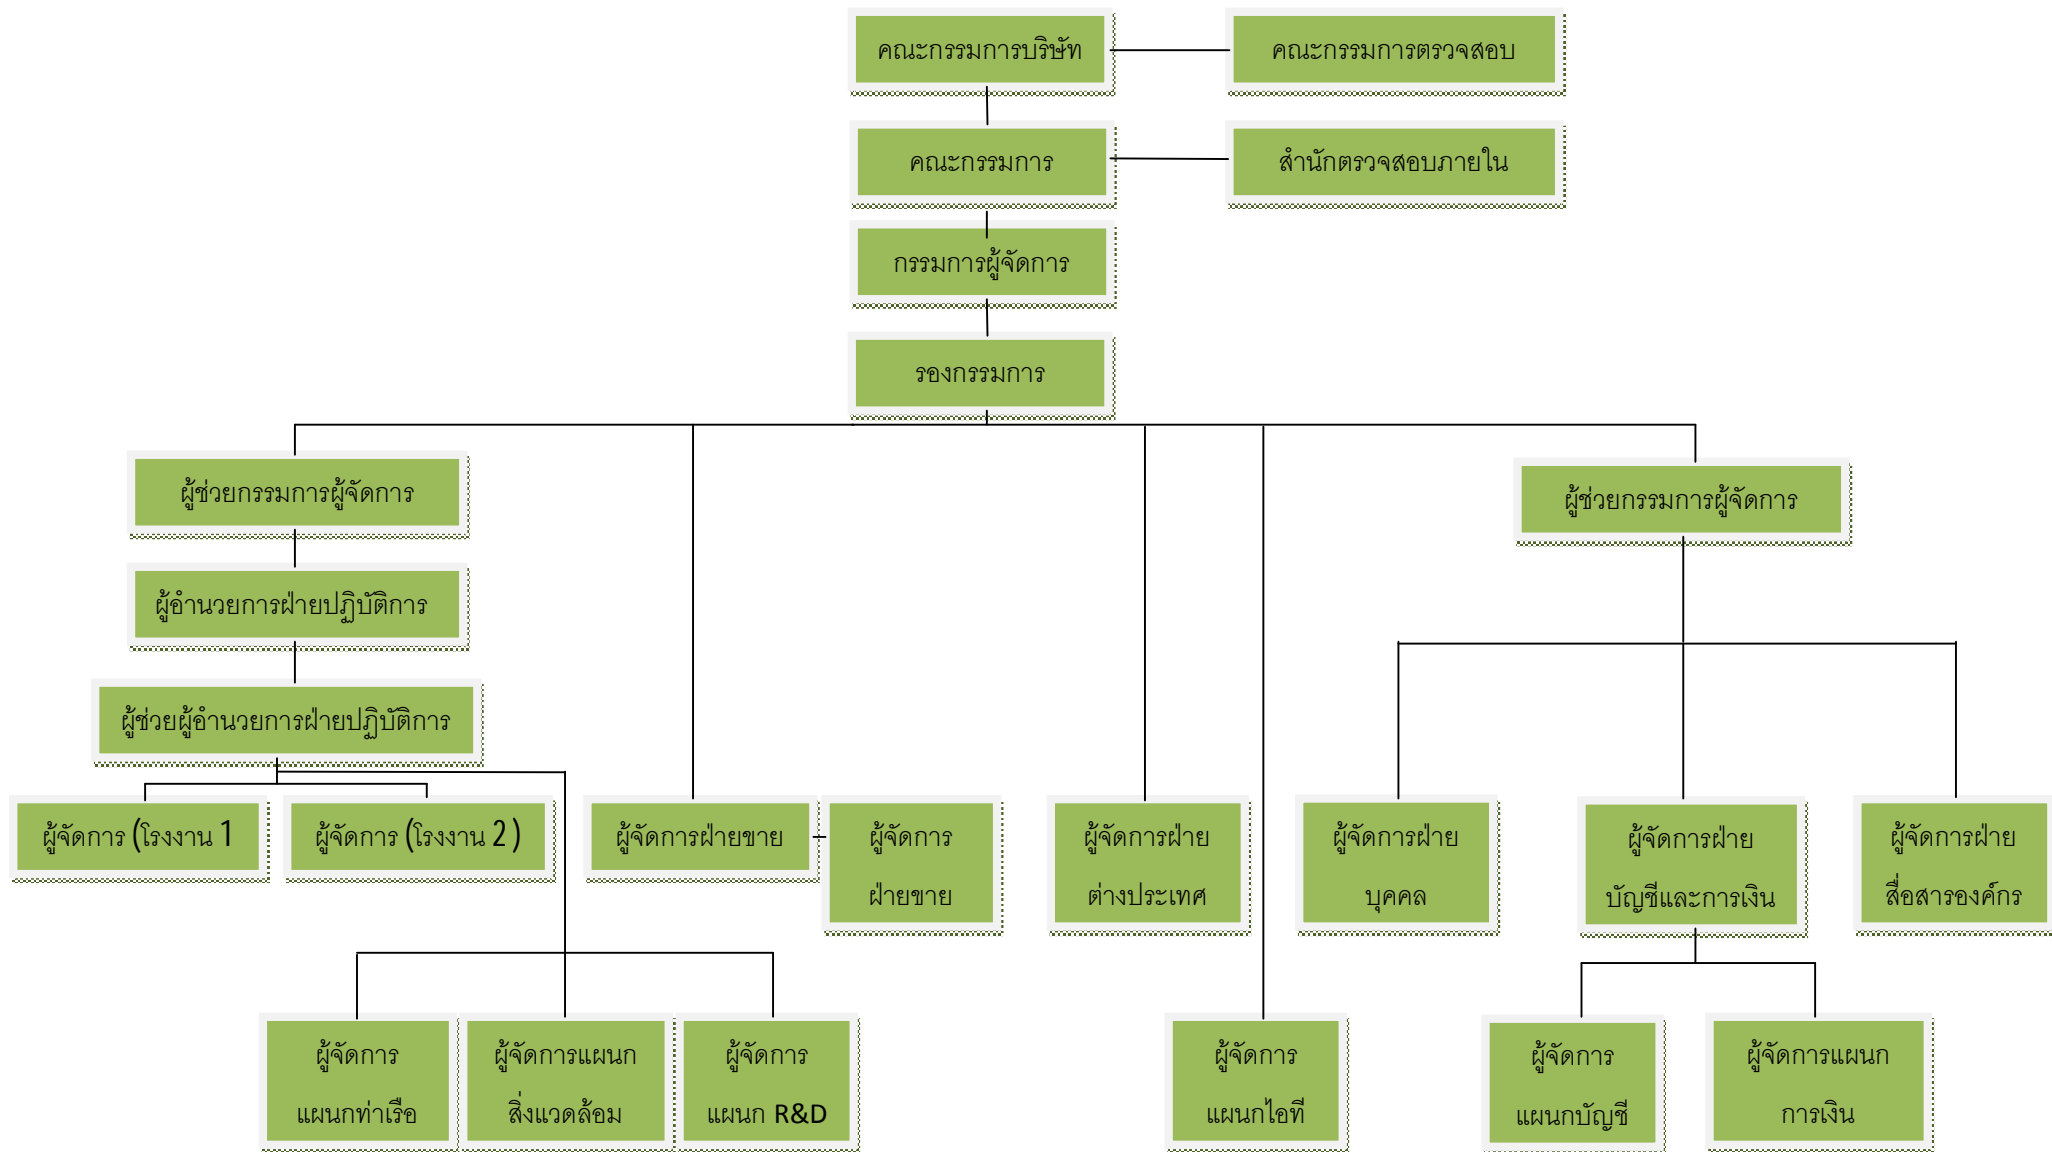 คณะกรรมการบริษัท
คณะกรรมการตรวจสอบ
คณะกรรมการ
สำนักตรวจสอบภายใน
กรรมการผู้จัดการ
รองกรรมการ
ผู้ช่วยกรรมการผู้จัดการ
ผู้ช่วยกรรมการผู้จัดการ
ผู้อำนวยการฝ่ายปฏิบัติการ
ผู้ช่วยผู้อำนวยการฝ่ายปฏิบัติการ
ผู้จัดการ (โรงงาน 1
ผู้จัดการ (โรงงาน 2 )
ผู้จัดการฝ่ายขาย
ผู้จัดการ
ฝ่ายขาย
ผู้จัดการฝ่าย
ต่างประเทศ
ผู้จัดการฝ่าย
บุคคล
ผู้จัดการฝ่าย
บัญชีและการเงิน
ผู้จัดการฝ่าย
สื่อสารองค์กร
ผู้จัดการ
แผนกท่าเรือ
ผู้จัดการแผนก
สิ่งแวดล้อม
ผู้จัดการ
แผนก R&D
ผู้จัดการ
แผนกไอที
ผู้จัดการ
แผนกบัญชี
ผู้จัดการแผนก
การเงิน